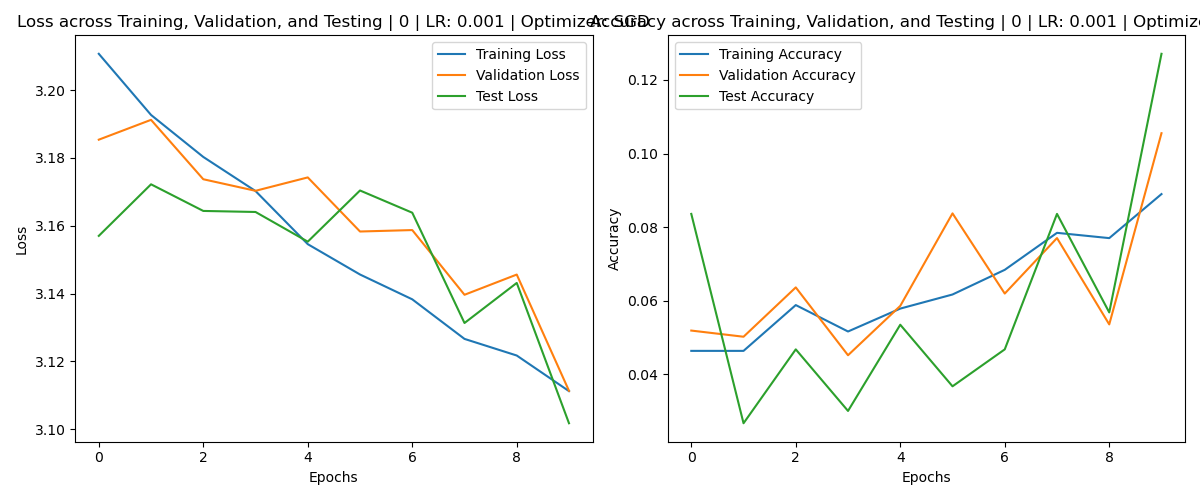 Loss across Training, Validation, and Testing | 0 | LR: 0.001 | Optimizer: SGD
Accuracy across Training, Validation, and Testing | 0 | LR: 0.001 | Optimize
Training Loss
Validation Loss
Test Loss
3.20
3.18
3.16
3.14
3.12
3.10
Loss
0 2 4 6 8
Epochs
Training Accuracy
Validation Accuracy
Test Accuracy
0.12
0.10
0.08
0.06
0.04
Accuracy
0 2 4 6 8
Epochs